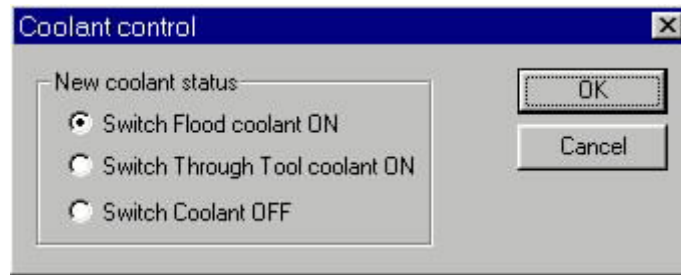 Coolant control
New coolant status
Switch Flood coolant ON
Switch Through Tool coolant ON
Switch Coolant OFF
OK
Cancel